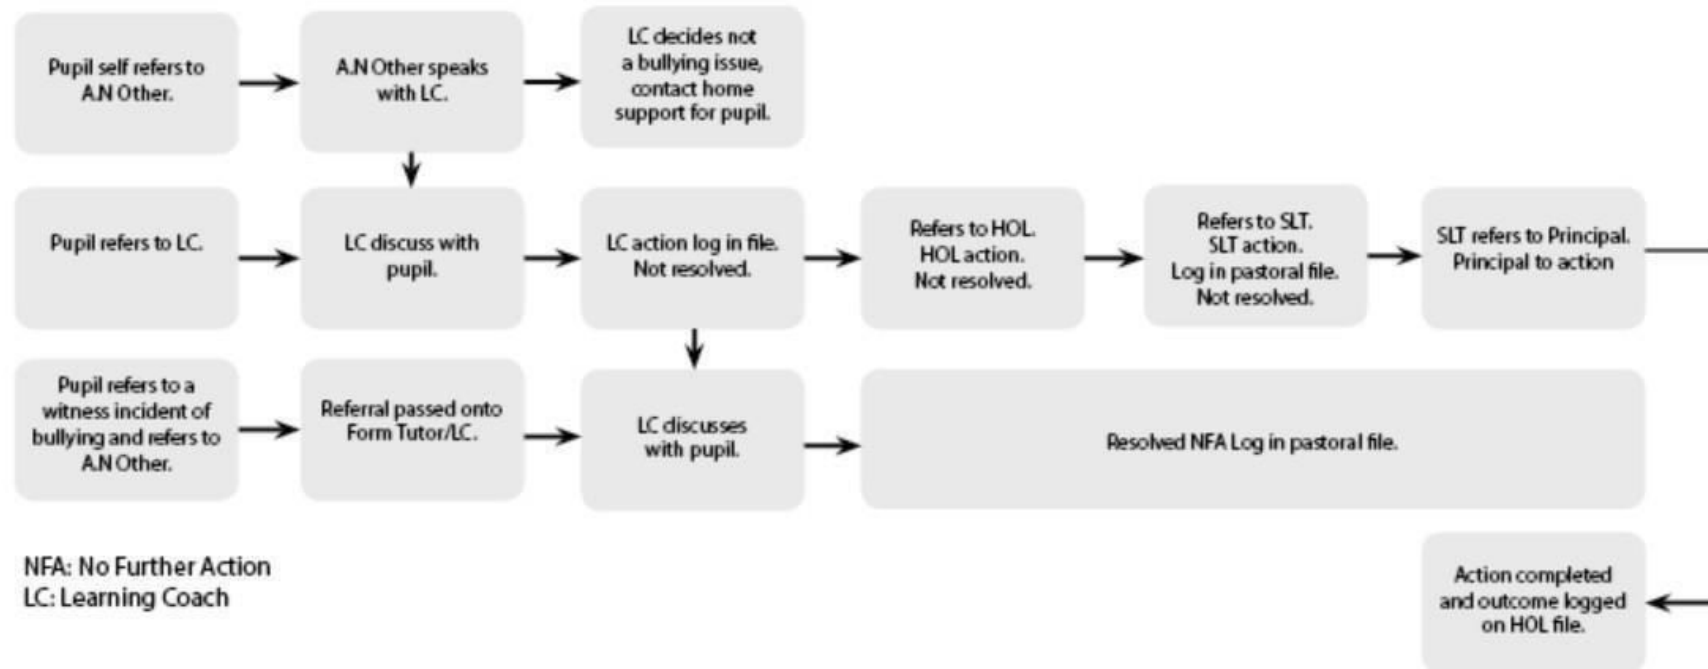 Pupil self refers to
A.N Other.
A.N Other speaks
with LC.
LC decides not
a bullying issue,
contact home
support for pupil.
Pupil refers to LC.
LC discuss with
pupil.
LC action log in file.
Not resolved.
Refers to HOL.
HOL action.
Not resolved.
Refers to SLT.
SLT action.
Log in pastoral file.
Not resolved.
SLT refers to Principal.
Principal to action
Pupil refers to a
witness incident of
bullying and refers to
A.N Other.
Referral passed onto
Form Tutor/LC.
LC discusses
with pupil.
Resolved NFA Log in pastoral file.
NFA: No Further Action
LC: Learning Coach
Action completed
and outcome logged
on HOL file.